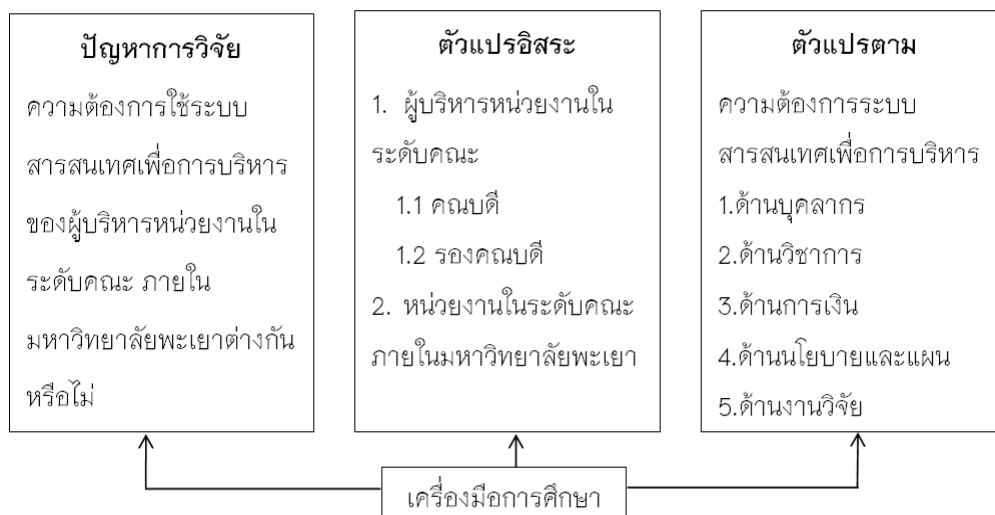 ปัญหาการวิจัย
ความต้องการใช้ระบบ
สารสนเทศเพื่อการบริหาร
ของผู้บริหารหน่วยงานใน
ระดับคณะ ภายใน
มหาวิทยาลัยพะเยาต่างกัน
หรือไม่
ตัวแปรอิสระ
1. ผู้บริหารหน่วยงานใน
ระดับคณะ
1.1 คณบดี
1.2 รองคณบดี
2. หน่วยงานในระดับคณะ
ภายในมหาวิทยาลัยพะเยา
ตัวแปรตาม
ความต้องการระบบ
สารสนเทศเพื่อการบริหาร
1.ด้านบุคลากร
2.ด้านวิชาการ
3.ด้านการเงิน
4.ด้านนโยบายและแผน
5.ด้านงานวิจัย
เครื่องมือการศึกษา